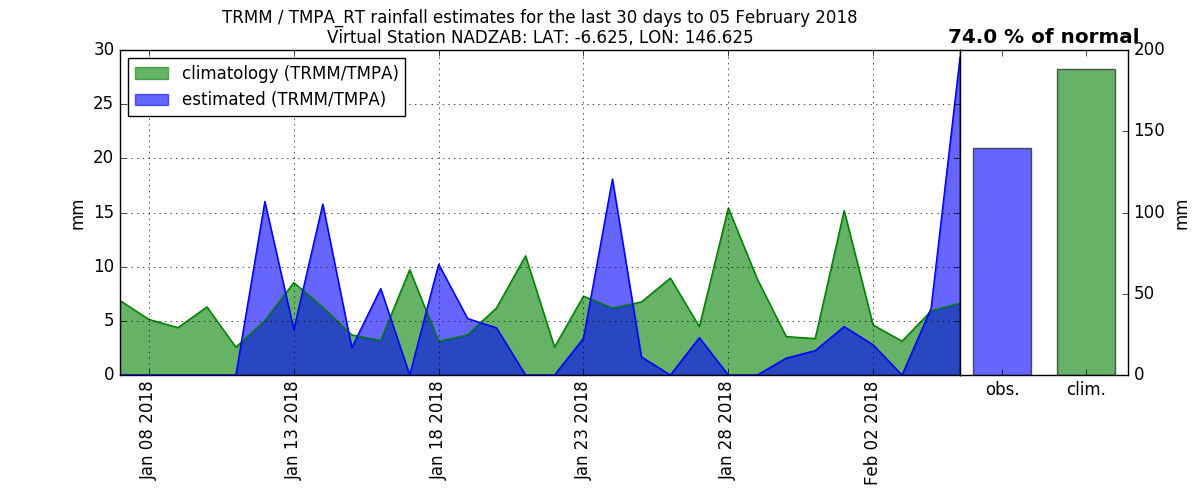 TRMM / TMPA_RT rainfall estimates for the last 30 days to 05 February 2018
Virtual Station NADZAB: LAT: -6.625, LON: 146.625
74.0 % of normal
climatology (TRMM/TMPA)
estimated (TRMM/TMPA)
mm
30
25
20
15
10
5
0
Jan 08 2018
Jan 13 2018
Jan 18 2018
Jan 23 2018
Jan 28 2018
Feb 02 2018
obs.
clim.
200
150
100
50
0
mm